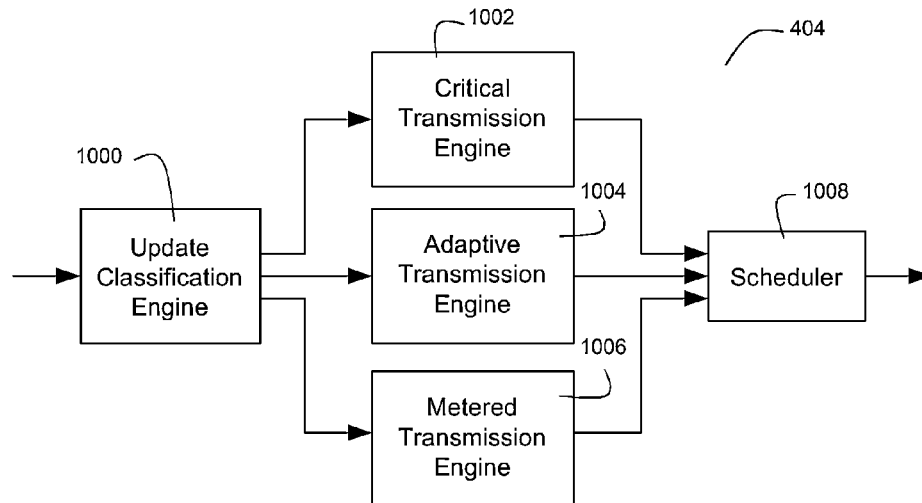 1002
404
Critical
Transmission
Engine
1000
1004
1008
Update
Classification
Engine
Adaptive
Transmission
Engine
Scheduler
1006
Metered
Transmission
Engine